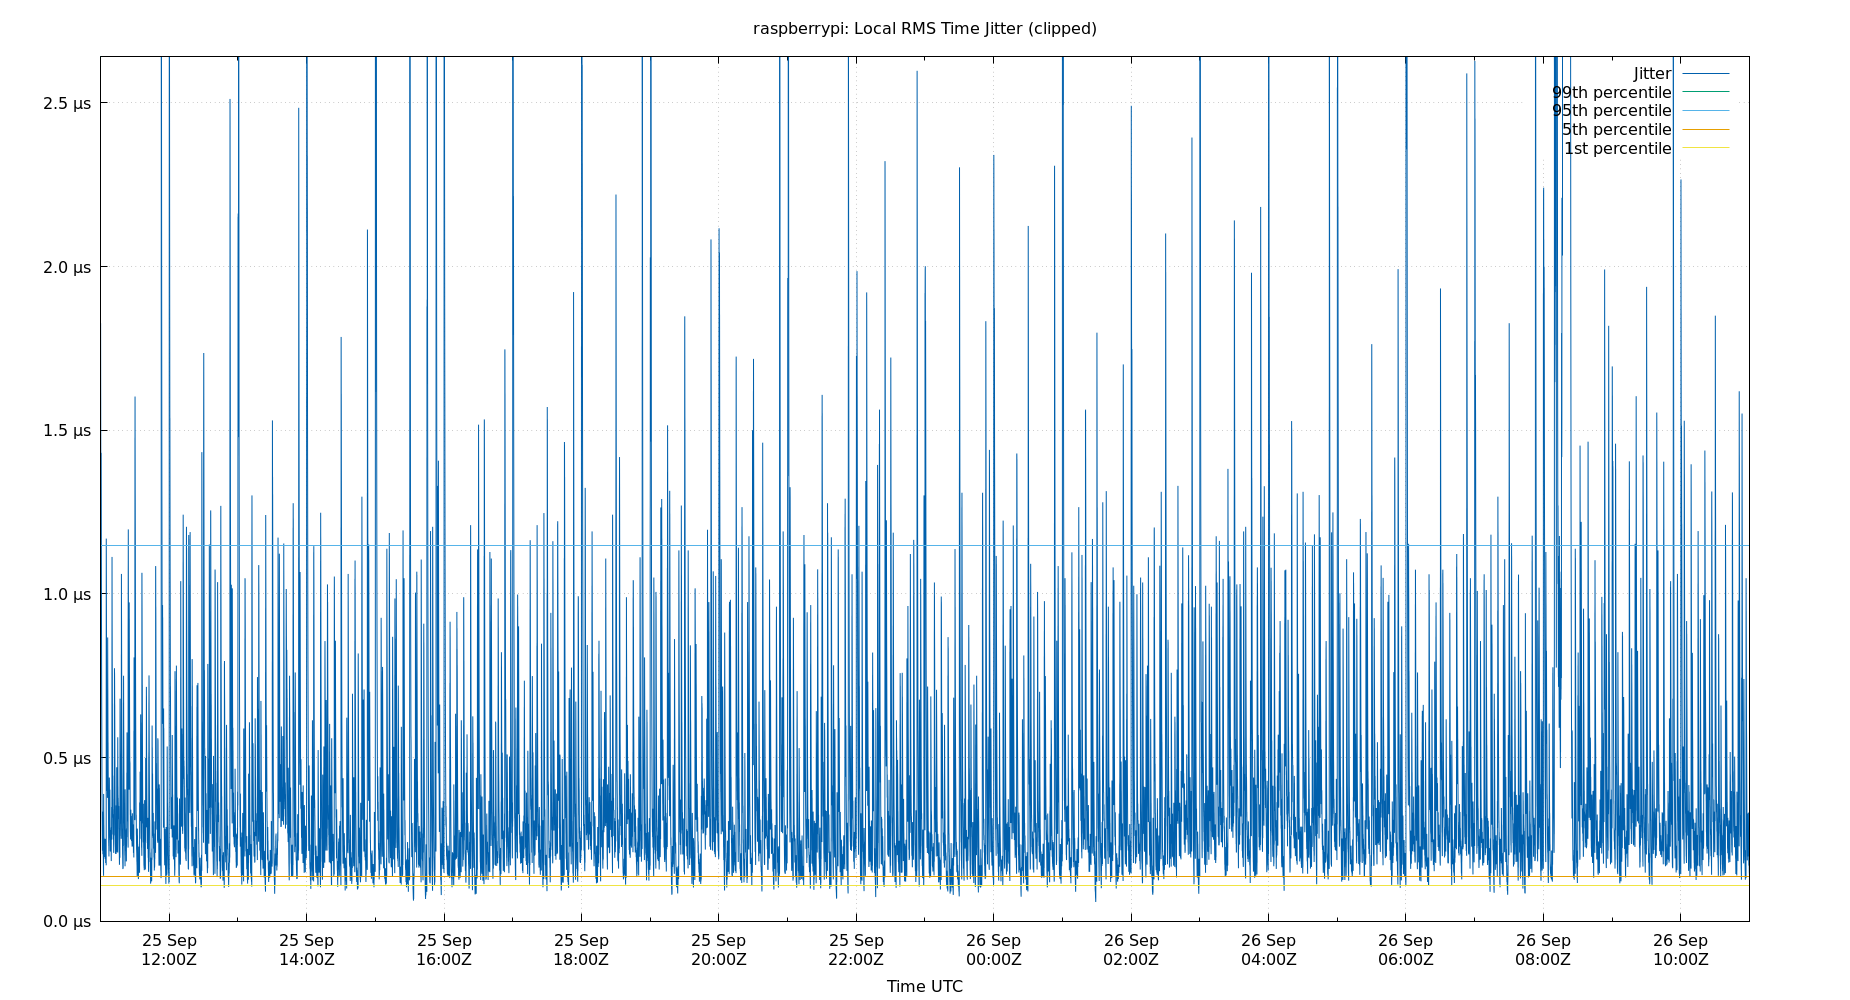 raspberrypi: Local RMS Time Jitter (clipped)
Jitter
99th percentile
95th percentile
5th percentile
1st percentile
2.5 µs
2.0 µs
1.5 µs
1.0 µs
0.5 µs
0.0 µs
25 Sep 25 Sep 25 Sep 25 Sep 25 Sep 25 Sep 26 Sep 26 Sep 26 Sep 26 Sep 26 Sep 26 Sep
12:00Z 14:00Z 16:00Z 18:00Z 20:00Z 22:00Z 00:00Z 02:00Z 04:00Z 06:00Z 08:00Z 10:00Z
Time UTC